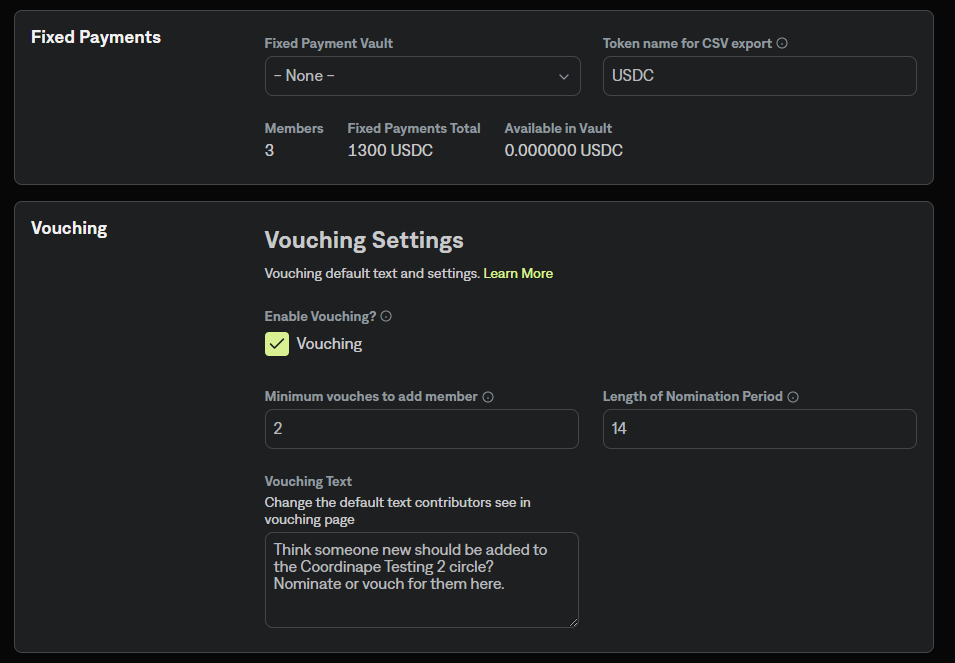 Fixed Payments
Fixed Payment Vault
Token name for CSV export
– None –
USDC
Members
Fixed Payments Total
Available in Vault
3
1300 USDC
0.000000 USDC
Vouching
Vouching Settings
Vouching default text and settings. Learn More
Enable Vouching?
Vouching
Minimum vouches to add member
Length of Nomination Period
2
14
Vouching Text
Change the default text contributors see in
vouching page
Think someone new should be added to
the Coordinape Testing 2 circle?
Nominate or vouch for them here.